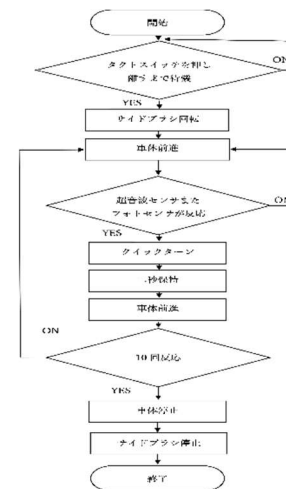 開始
タクトスイッチを押し
離すまで待機
ON
YES
サイドブラシ回転
車体前進
超音波センサまた
フォトセンサが反応
ON
YES
クイックターン
一秒保持
車体前進
ON
10回反応
YES
車体停止
サイドブラシ停止
終了